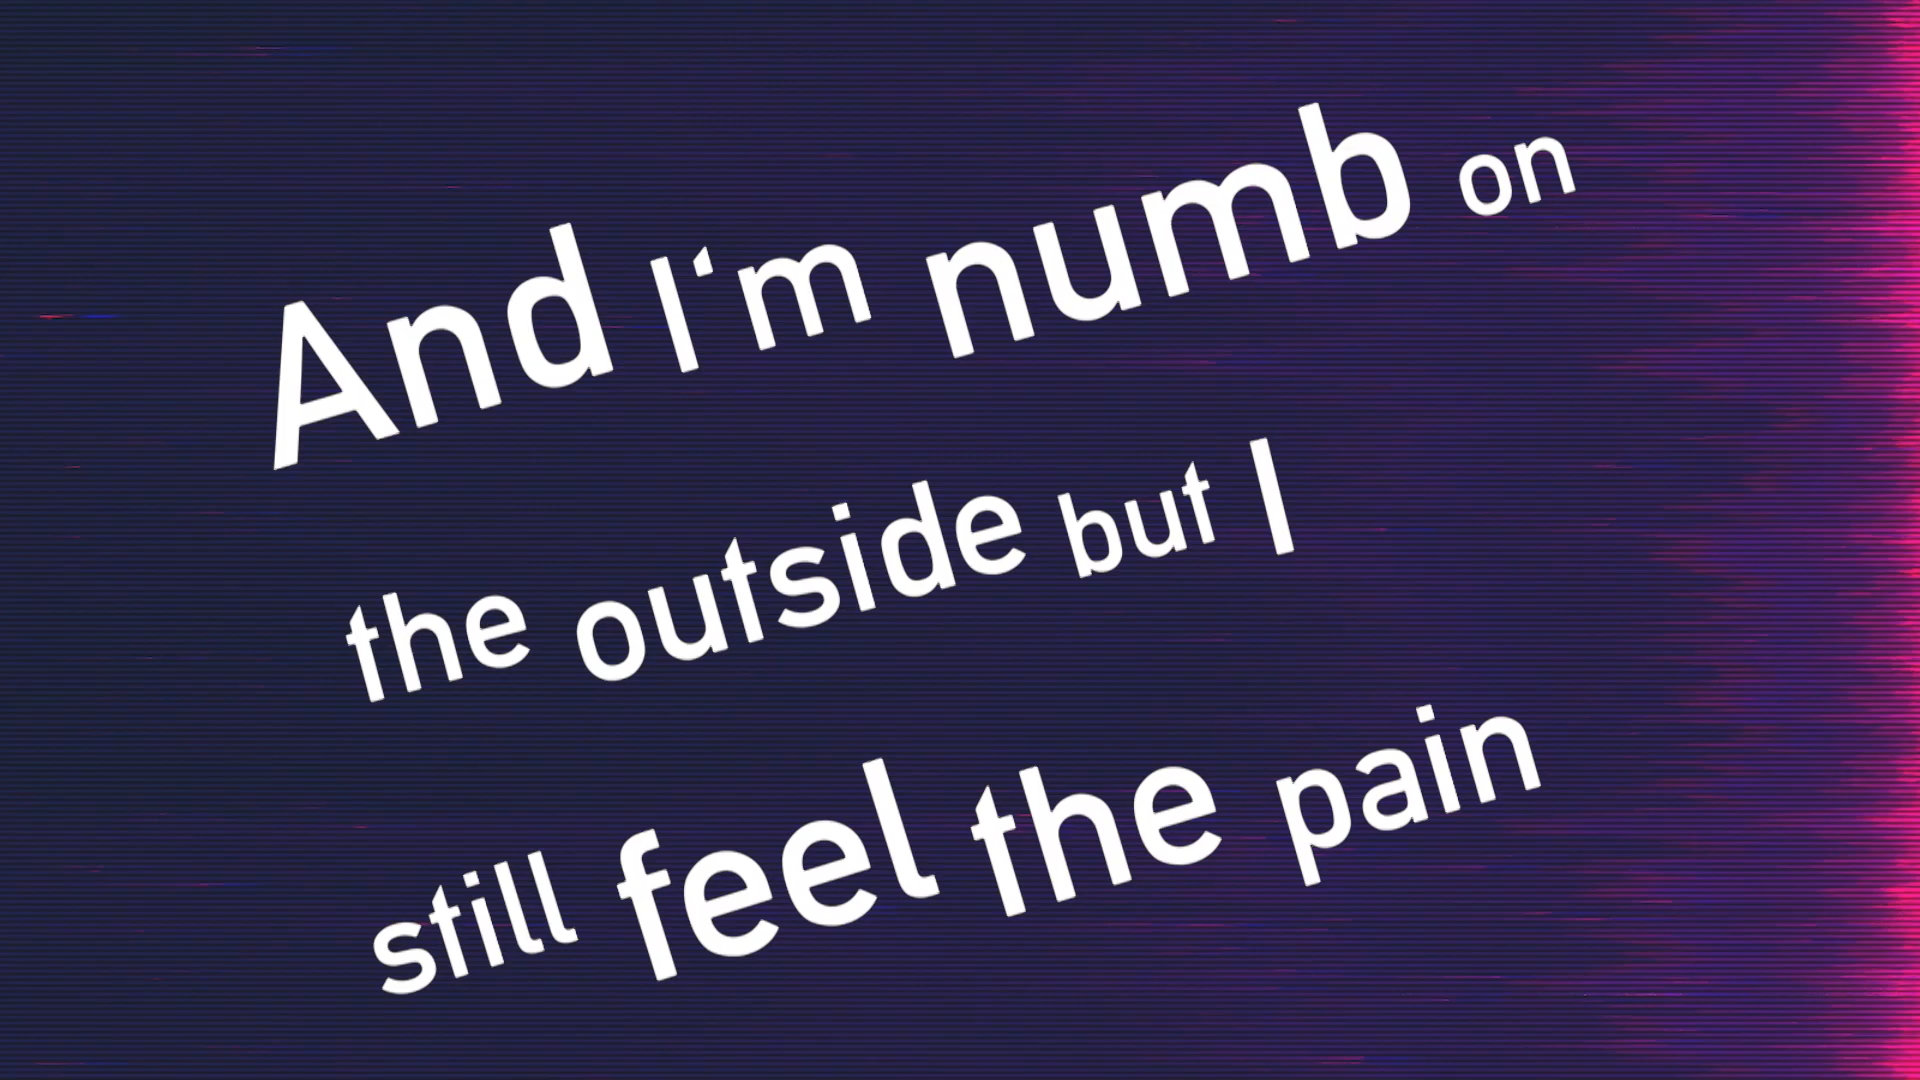 And I'm numb on
the outside but I
still feel the pain